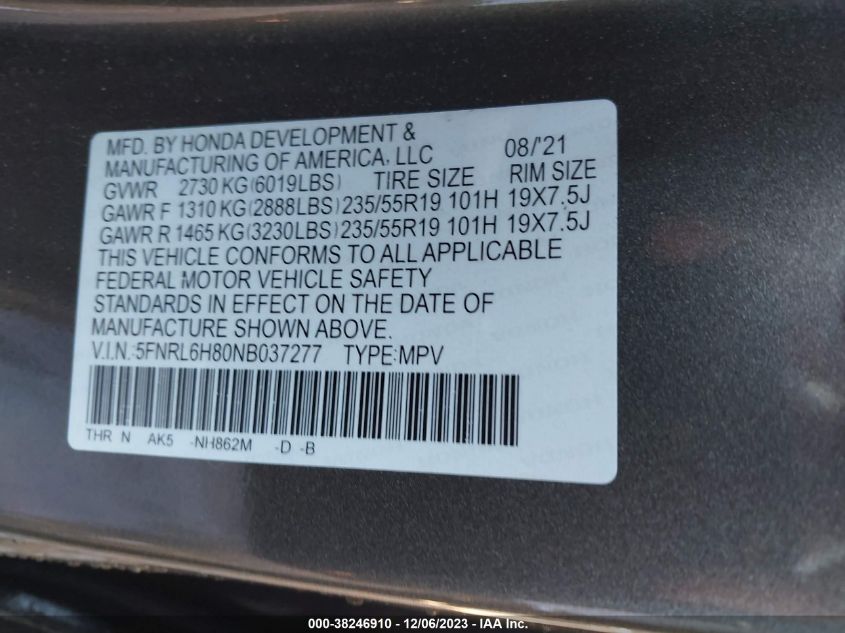 MFD. BY HONDA DEVELOPMENT &
MANUFACTURING OF AMERICA, LLC 08/'21
GVWR 2730 KG(6019LBS) TIRE SIZE RIM SIZE
GAWR F 1310 KG(2888LBS)235/55R19 101H 19X7.5J
GAWR R 1465 KG(3230LBS)235/55R19 101H 19X7.5J
THIS VEHICLE CONFORMS TO ALL APPLICABLE
FEDERAL MOTOR VEHICLE SAFETY
STANDARDS IN EFFECT ON THE DATE OF
MANUFACTURE SHOWN ABOVE.
V.I.N.:5FNRL6H80NB037277 TYPE:MPV
THR N AK5 -NH862M -D -B
000-38246910 - 12/06/2023 - IAA Inc.